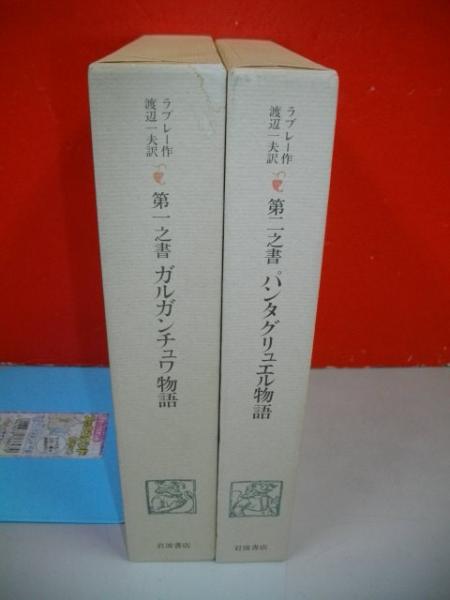 ラブレー作
渡辺一夫訳
第一之書 ガルガンチュワ物語
岩波書店
ラブレー作
渡辺一夫訳
第二之書 パンタグリュエル物語
岩波書店